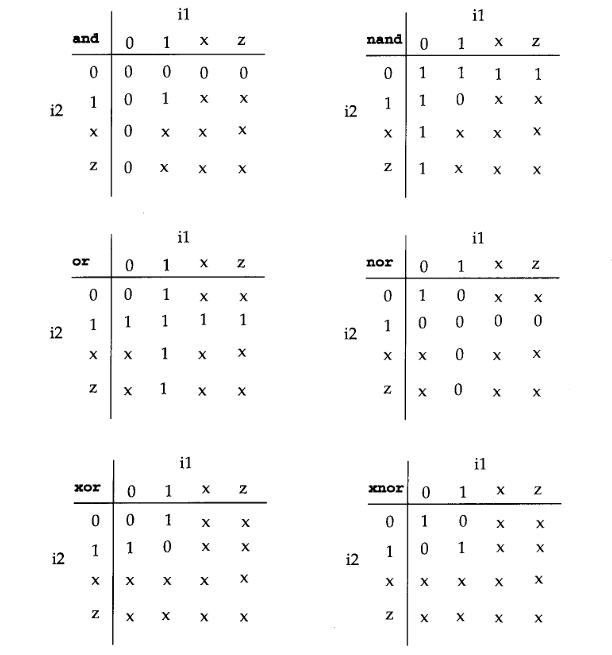 i1
and 0 1 x z
0 0 0 0 0
i2 1 0 1 x x
x 0 x x x
z 0 x x x
i1
nand 0 1 x z
0 1 1 1 1
i2 1 1 0 x x
x 1 x x x
z 1 x x x
i1
or 0 1 x z
0 0 1 x x
i2 1 1 1 1 1
x x 1 x x
z x 1 x x
i1
nor 0 1 x z
0 1 0 x x
i2 1 0 0 0 0
x x 0 x x
z x 0 x x
i1
xor 0 1 x z
0 0 1 x x
i2 1 1 0 x x
x x x x x
z x x x x
i1
xnor 0 1 x z
0 1 0 x x
i2 1 0 1 x x
x x x x x
z x x x x